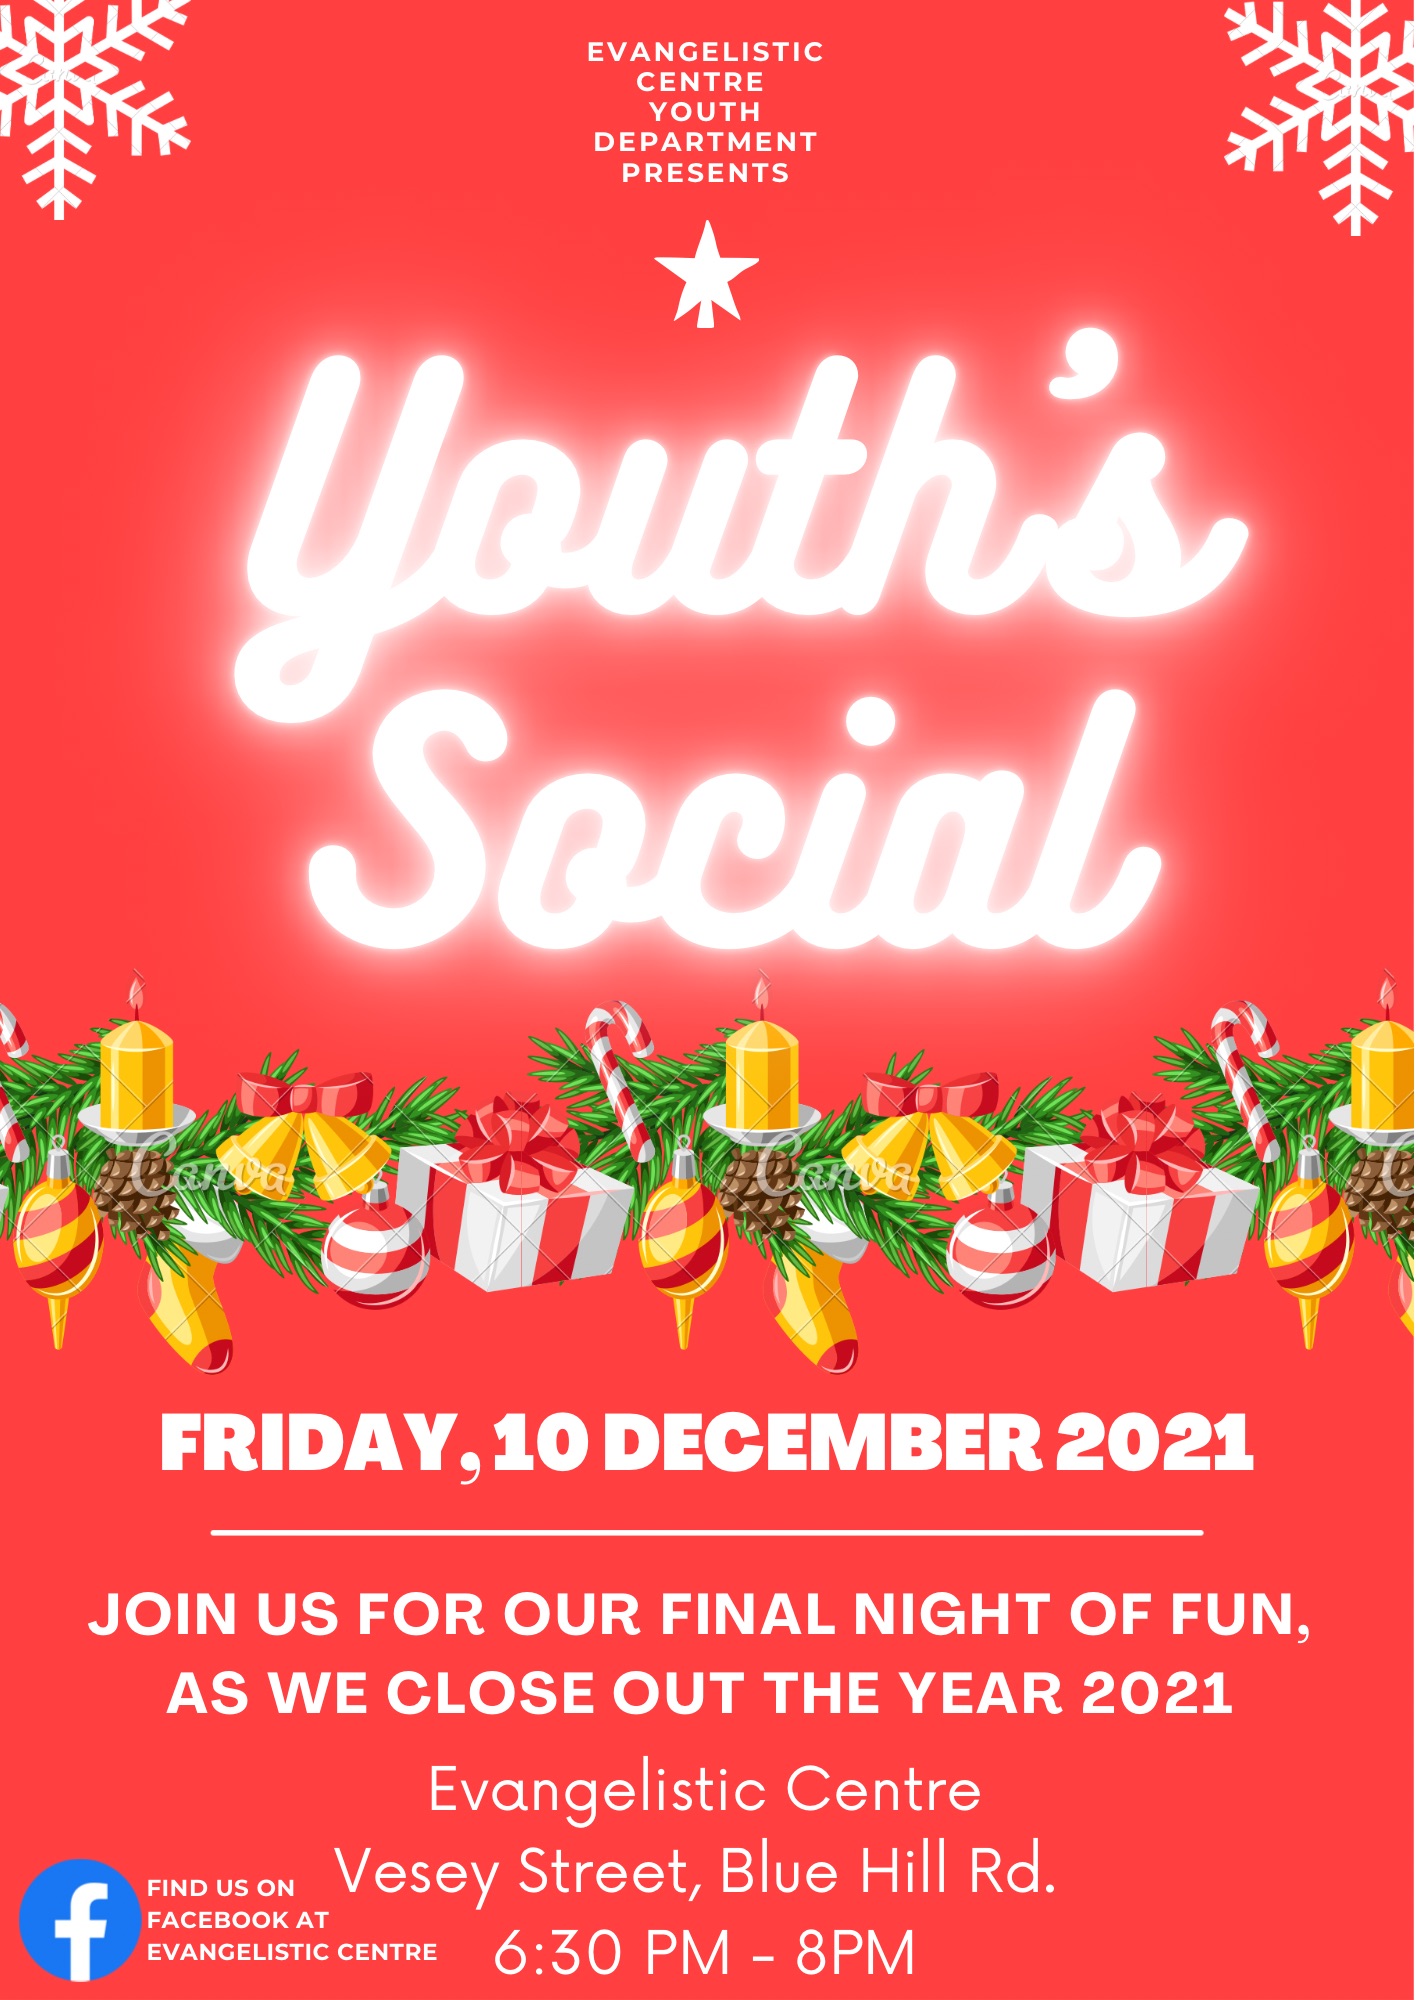 EVANGELISTIC
CENTRE
YOUTH
DEPARTMENT
PRESENTS
Youth's
Social
Canva
Canva
C
FRIDAY, 10 DECEMBER 2021
JOIN US FOR OUR FINAL NIGHT OF FUN,
AS WE CLOSE OUT THE YEAR 2021
Evangelistic Centre
Vesey Street, Blue Hill Rd.
6:30 PM - 8PM
FIND US ON
FACEBOOK AT
EVANGELISTIC CENTRE